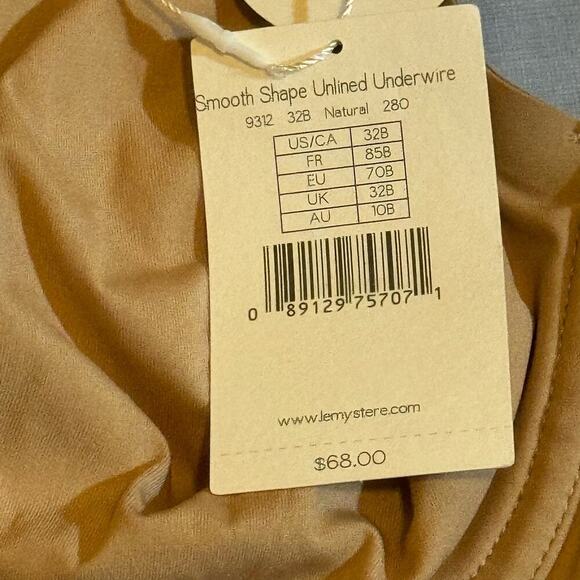 Smooth Shape Unlined Underwire
9312 32B Natural 280
US/CA 32B
FR 85B
EU 70B
UK 32B
AU 10B
0 89129 75707 1
www.lemystere.com
$68.00